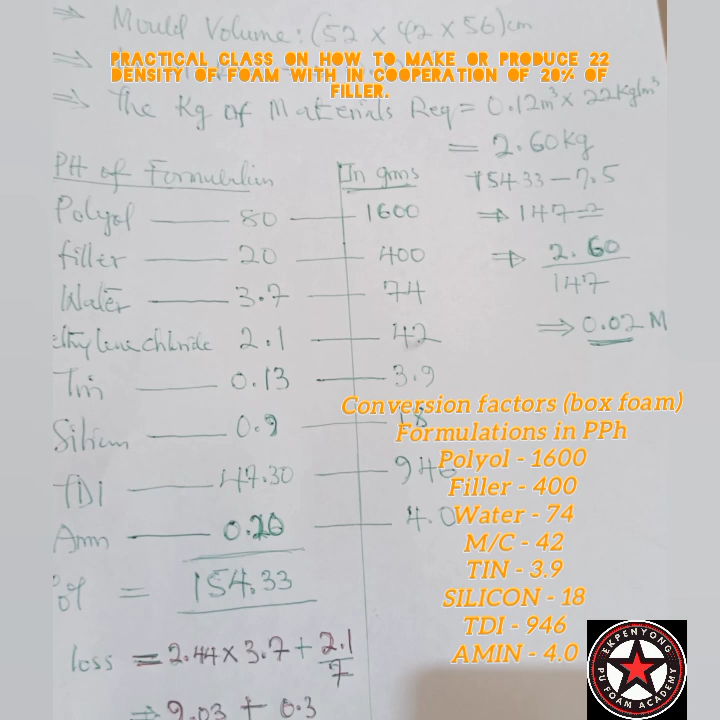 ⇒ Mould Volume: (52 x 42 x 56)cm
PRACTICAL CLASS ON HOW TO MAKE OR PRODUCE 22
DENSITY OF FOAM WITH IN COOPERATION OF 20% OF
FILLER.
⇒ the Kg of Materials Req = 0.12m³ x 22Kg/m³
= 2.60kg
PH of Formulation
In gms
Polyol 80 1600
filler 20 400
Water 3.7 74
ethylene chloride 2.1 42
Tin 0.13 3.9
Silicon 0.9 18
TDI 47.30 946
Amn 0.20 4.0
= 154.33
loss = 2.44 x 3.7 + 2.1/7
⇒ 9.03 + 0.3
154.33 - 7.5
⇒ 147
⇒ 2.60
147
⇒ 0.02 M
Conversion factors (box foam)
Formulations in PPh
Polyol - 1600
Filler - 400
Water - 74
M/C - 42
TIN - 3.9
SILICON - 18
TDI - 946
AMIN - 4.0
EKPENYONG
PU FOAM ACADEMY